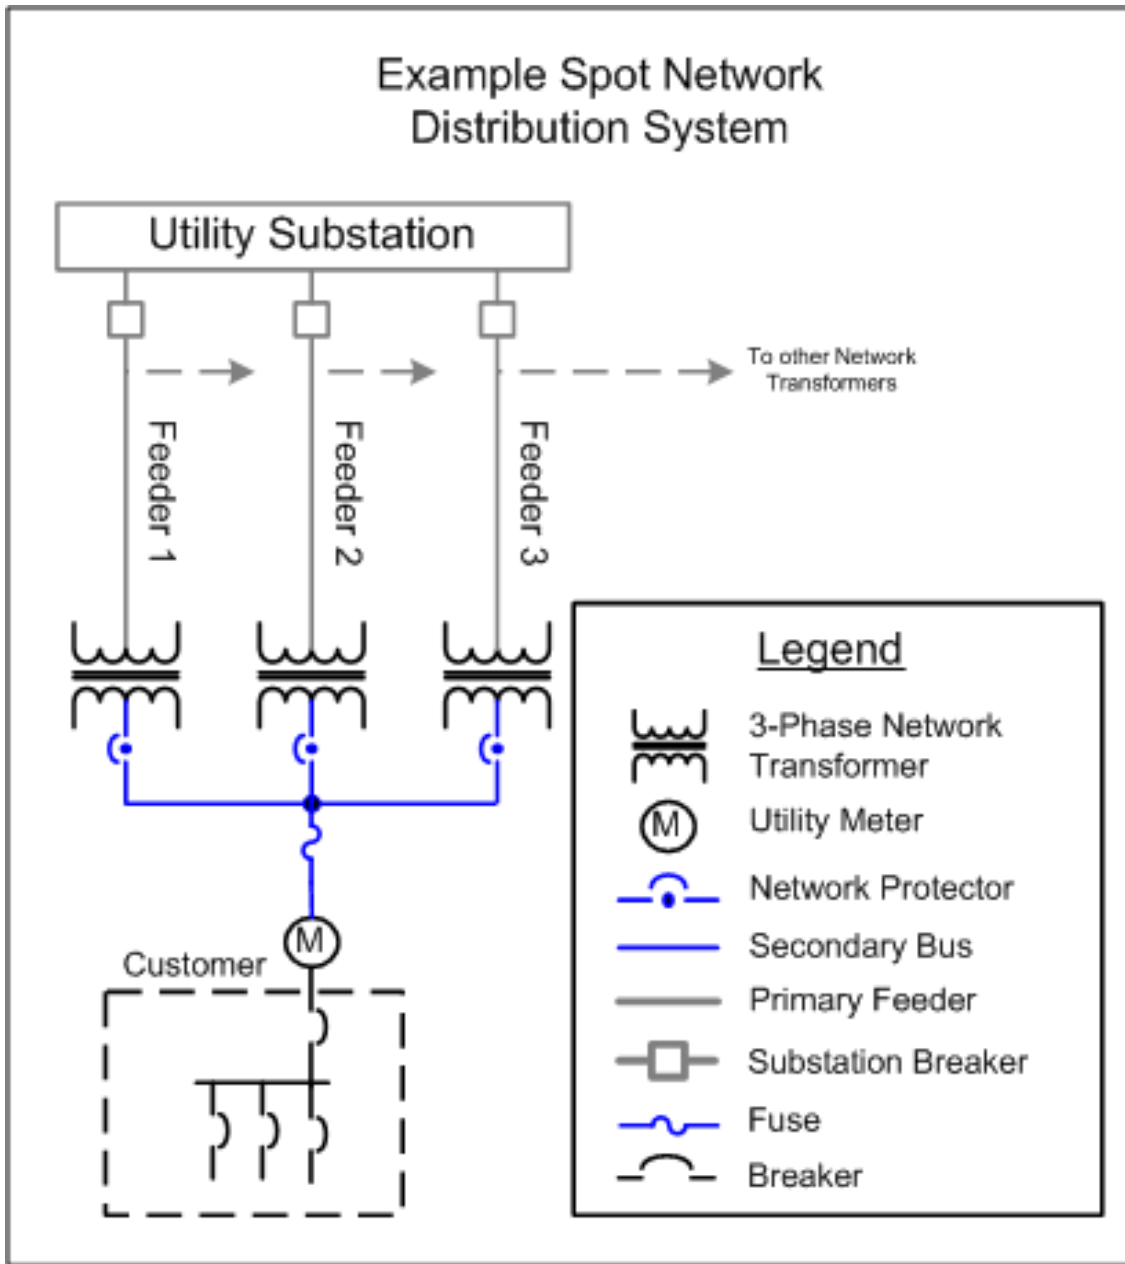 Example Spot Network
Distribution System
Utility Substation
To other Network
Transformers
Feeder 1
Feeder 2
Feeder 3
Legend
3-Phase Network
Transformer
M
Utility Meter
Network Protector
Secondary Bus
Primary Feeder
Substation Breaker
Fuse
Breaker
M
Customer